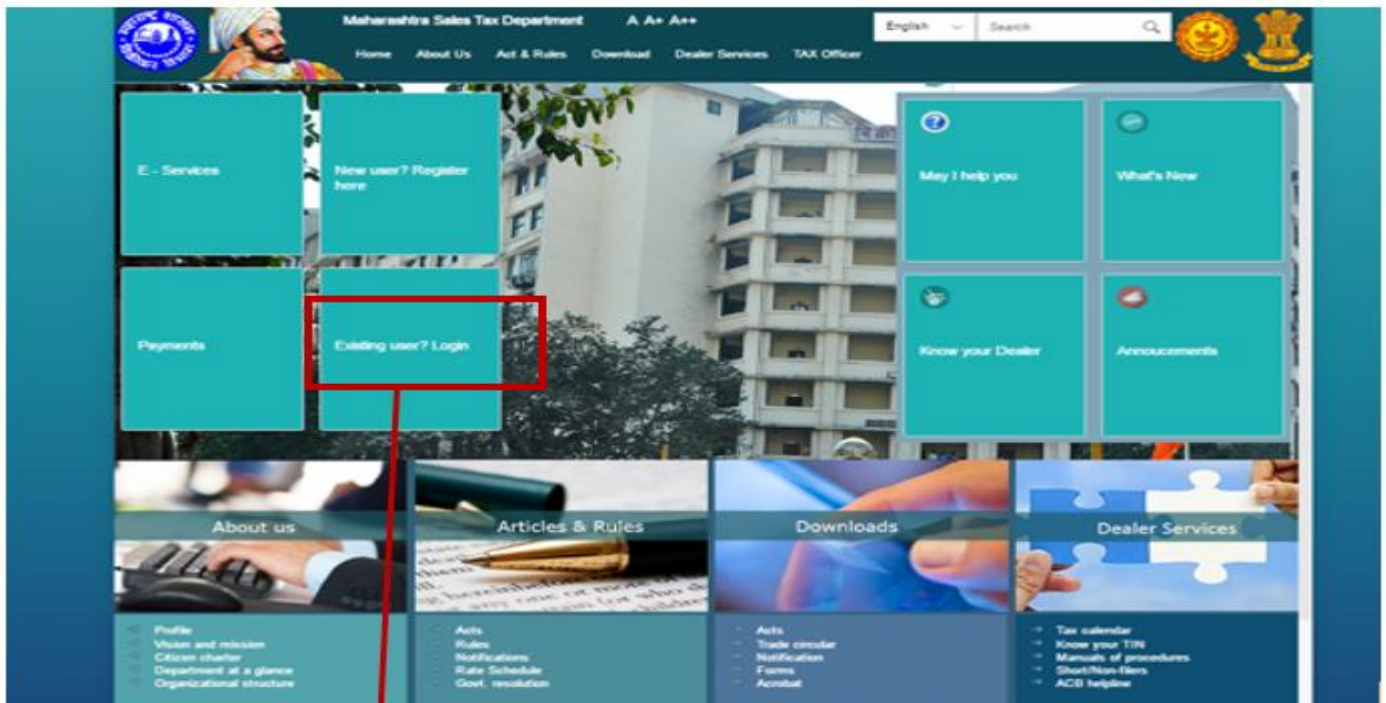 Maharashtra Sales Tax Department A A+ A++
English
Search
Home About Us Act & Rules Download Dealer Services TAX Officer
E - Services
New user? Register
here
Payments
Existing user? Login
May I help you
What's New
Know your Dealer
Annoucements
About us
Profile
Vision and mission
Citizen charter
Department at a glance
Organizational structure
Articles & Rules
Acts
Rules
Notifications
Rate Schedule
Govt. resolution
Downloads
Acts
Trade circular
Notification
Forms
Acrobat
Dealer Services
Tax calendar
Know your TIN
Manuals of procedures
Short/Non-filers
ACB helpline